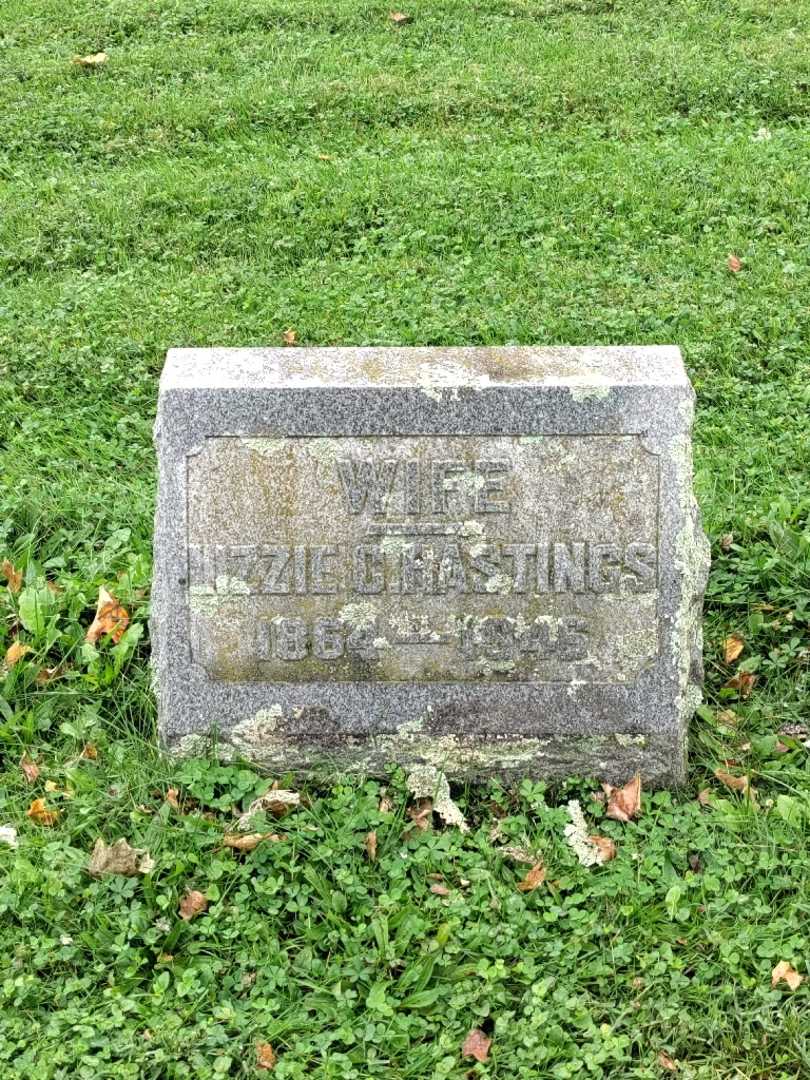 WIFE
LIZZIE C. HASTINGS
1864 — 1945